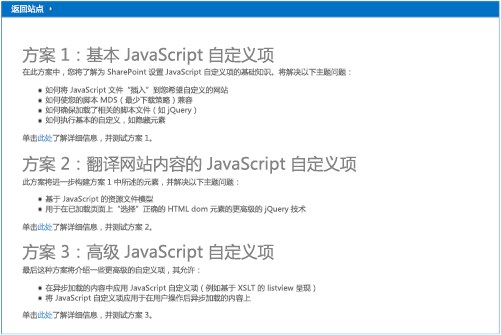 返回站点
方案 1：基本 JavaScript 自定义项
在此方案中，您将了解为 SharePoint 设置 JavaScript 自定义项的基础知识。将解决以下主题问题：
如何将 JavaScript 文件“插入”到您希望自定义的网站
如何使您的脚本 MDS（最少下载策略）兼容
如何确保加载了相关的脚本文件（如 jQuery）
如何执行基本的自定义，如隐藏元素
单击此处了解详细信息，并测试方案 1。
方案 2：翻译网站内容的 JavaScript 自定义项
此方案将进一步构建方案 1 中所述的元素，并解决以下主题问题：
基于 JavaScript 的资源文件模型
用于在已加载页面上“选择”正确的 HTML dom 元素的更高级的 jQuery 技术
单击此处了解详细信息，并测试方案 2。
方案 3：高级 JavaScript 自定义项
最后这种方案将介绍一些更高级的自定义项，其允许：
在异步加载的内容中应用 JavaScript 自定义项（例如基于 XSLT 的 listview 呈现）
将 JavaScript 自定义项应用于在用户操作后异步加载的内容上
单击此处了解详细信息，并测试方案 3。